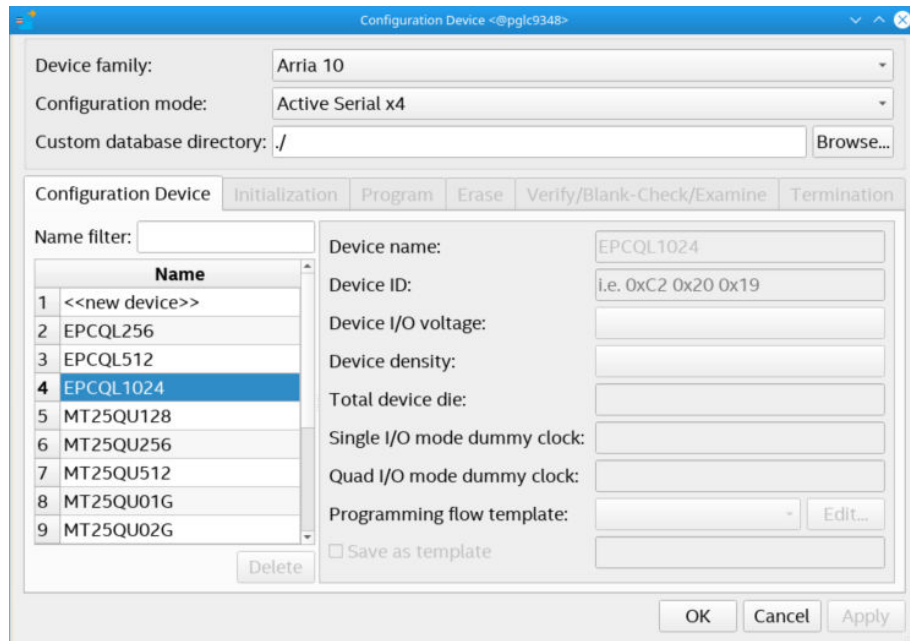 Configuration Device <@pglc9348>
Device family: Arria 10
Configuration mode: Active Serial x4
Custom database directory: ./ Browse...
Configuration Device Initialization Program Erase Verify/Blank-Check/Examine Termination
Name filter:
Name
1 <<new device>>
2 EPCQL256
3 EPCQL512
4 EPCQL1024
5 MT25QU128
6 MT25QU256
7 MT25QU512
8 MT25QU01G
9 MT25QU02G
Delete
Device name: EPCQL1024
Device ID: i.e. 0xC2 0x20 0x19
Device I/O voltage:
Device density:
Total device die:
Single I/O mode dummy clock:
Quad I/O mode dummy clock:
Programming flow template: Edit...
Save as template
OK Cancel Apply